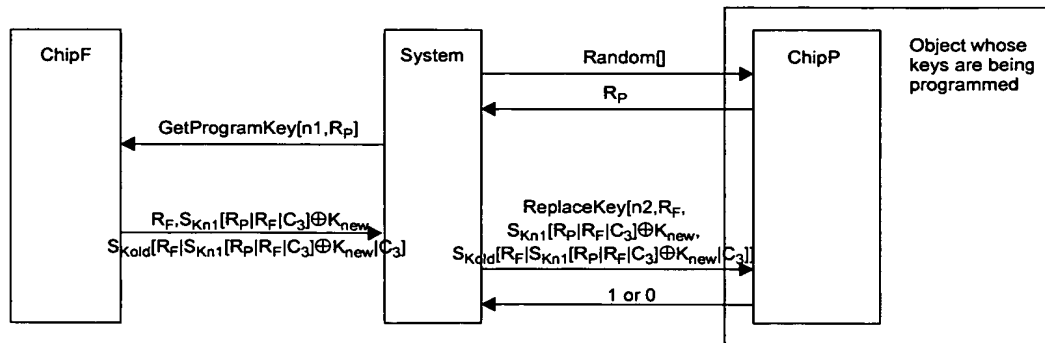 ChipF
System
ChipP
Object whose
keys are being
programmed
Random[]
R_P
GetProgramKey[n1,R_P]
R_F,S_Kn1[R_P|R_F|C_3]⊕K_new
S_Kold[R_F|S_Kn1[R_P|R_F|C_3]⊕K_new|C_3]
ReplaceKey[n2,R_F,
S_Kn1[R_P|R_F|C_3]⊕K_new,
S_Kold[R_F|S_Kn1[R_P|R_F|C_3]⊕K_new|C_3]]
1 or 0